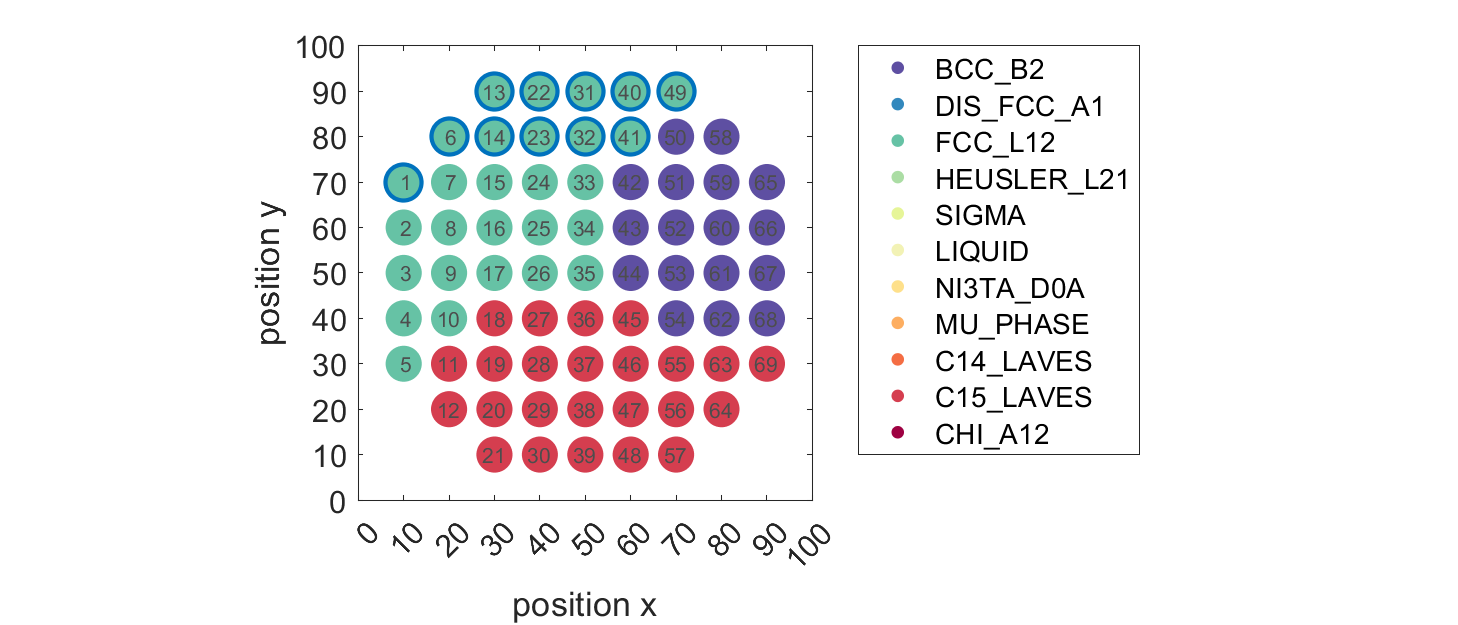 100
90
80
70
60
50
40
30
20
10
0
position y
13 22 31 40 49
6 14 23 32 41 50 58
1 7 15 24 33 42 51 59 65
2 8 16 25 34 43 52 60 66
3 9 17 26 35 44 53 61 67
4 10 18 27 36 45 54 62 68
5 11 19 28 37 46 55 63 69
12 20 29 38 47 56 64
21 30 39 48 57
0 10 20 30 40 50 60 70 80 90 100
position x
BCC_B2
DIS_FCC_A1
FCC_L12
HEUSLER_L21
SIGMA
LIQUID
NI3TA_D0A
MU_PHASE
C14_LAVES
C15_LAVES
CHI_A12